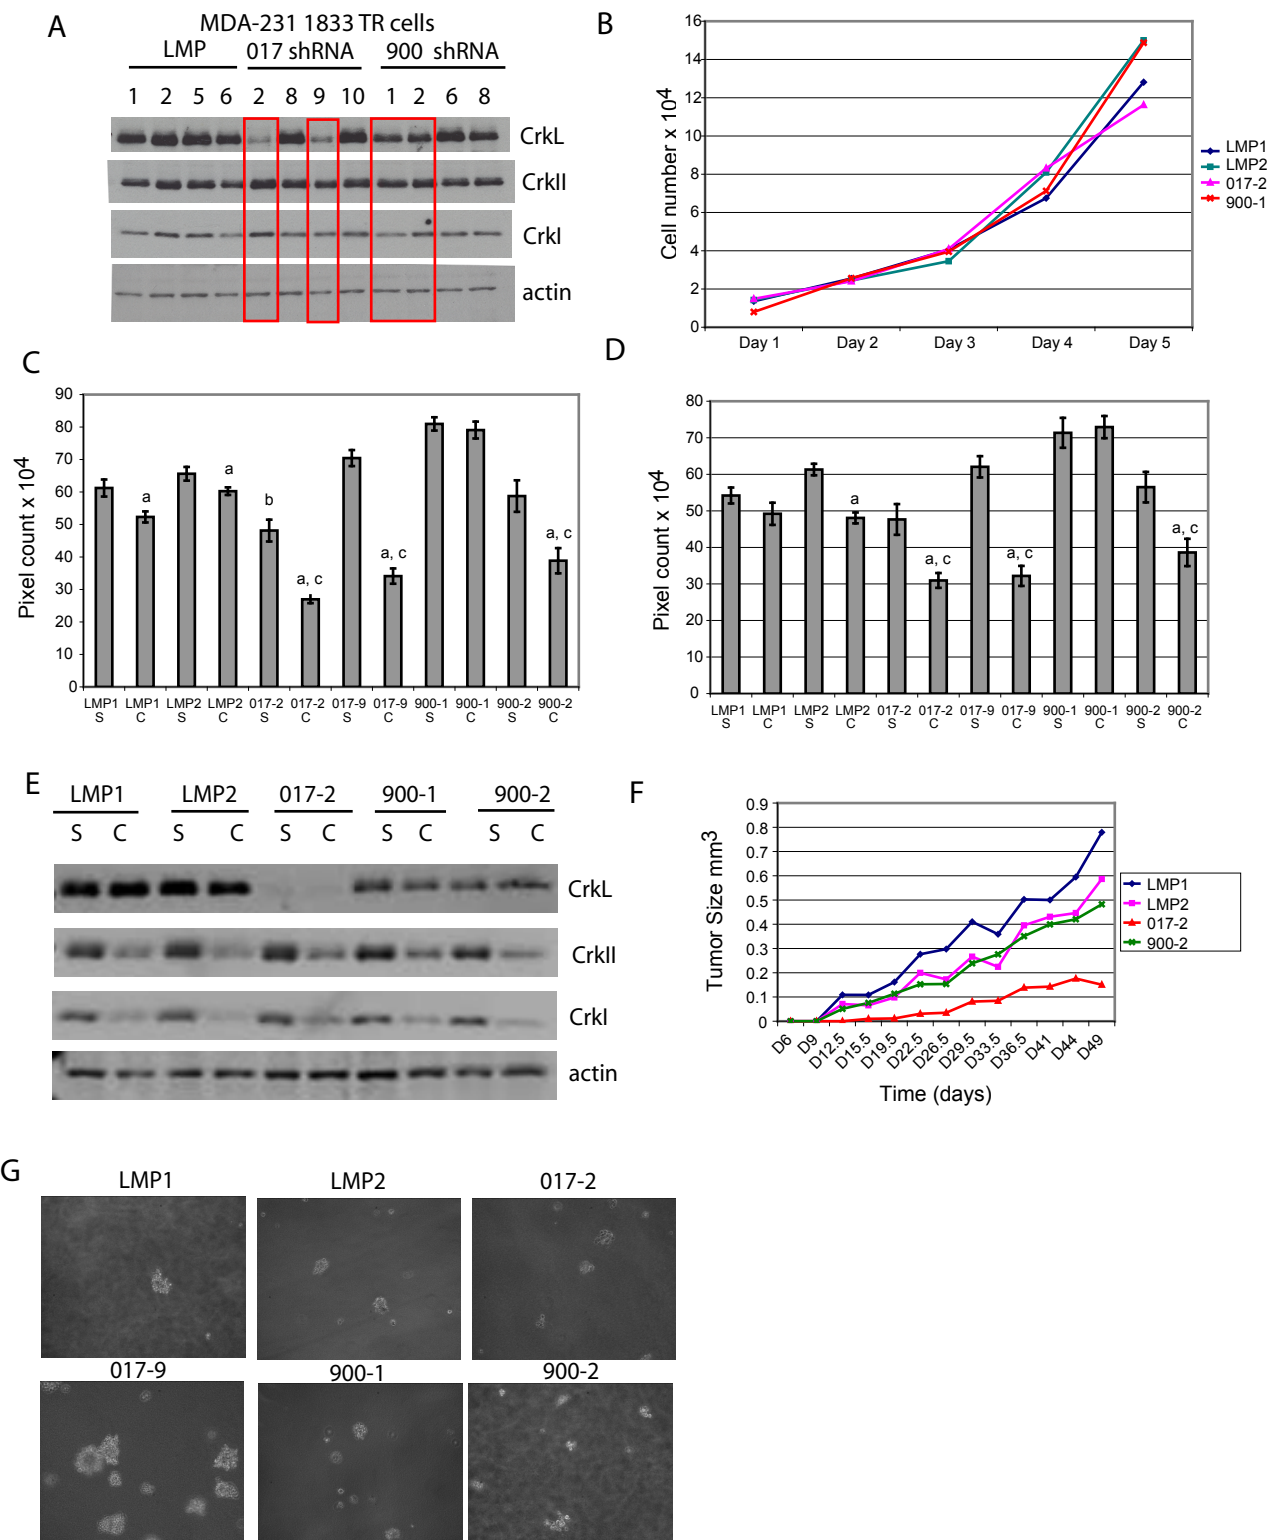 A
MDA-231 1833 TR cells
LMP 017 shRNA 900 shRNA
1 2 5 6 2 8 9 10 1 2 6 8
CrkL
CrkII
CrkI
actin
B
Cell number x 10⁴
16
14
12
10
8
6
4
2
0
Day 1 Day 2 Day 3 Day 4 Day 5
LMP1
LMP2
017-2
900-1
C
Pixel count x 10⁴
90
80
70
60
50
40
30
20
10
0
a a b a, c a, c a, c
LMP1 LMP1 LMP2 LMP2 017-2 017-2 017-9 017-9 900-1 900-1 900-2 900-2
S C S C S C S C S C S C
D
Pixel count x 10⁴
80
70
60
50
40
30
20
10
0
a a, c a, c a, c
LMP1 LMP1 LMP2 LMP2 017-2 017-2 017-9 017-9 900-1 900-1 900-2 900-2
S C S C S C S C S C S C
E
LMP1 LMP2 017-2 900-1 900-2
S C S C S C S C S C
CrkL
CrkII
CrkI
actin
F
Tumor Size mm³
0.9
0.8
0.7
0.6
0.5
0.4
0.3
0.2
0.1
0
D6 D9 D12.5 D15.5 D19.5 D22.5 D26.5 D29.5 D33.5 D36.5 D41 D44 D49
Time (days)
LMP1
LMP2
017-2
900-2
G
LMP1 LMP2 017-2
017-9 900-1 900-2